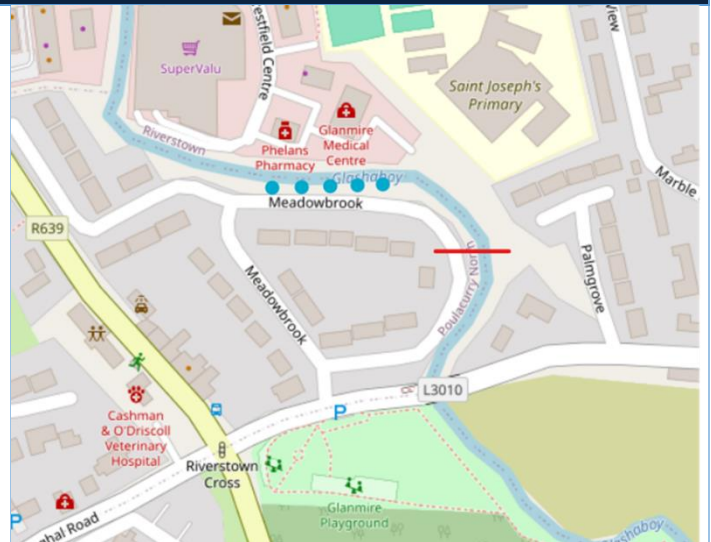 SuperValu
estfield Centre
View
Saint Joseph's
Primary
Riverstown
Phelans
Pharmacy
Glanmire
Medical
Centre
Glashaboy
Marble
Meadowbrook
R639
Palmgrove
Poulacurry North
Meadowbrook
L3010
P
Cashman
& O'Driscoll
Veterinary
Hospital
Riverstown
Cross
Glanmire
Playground
P
ghal Road
Glashaboy